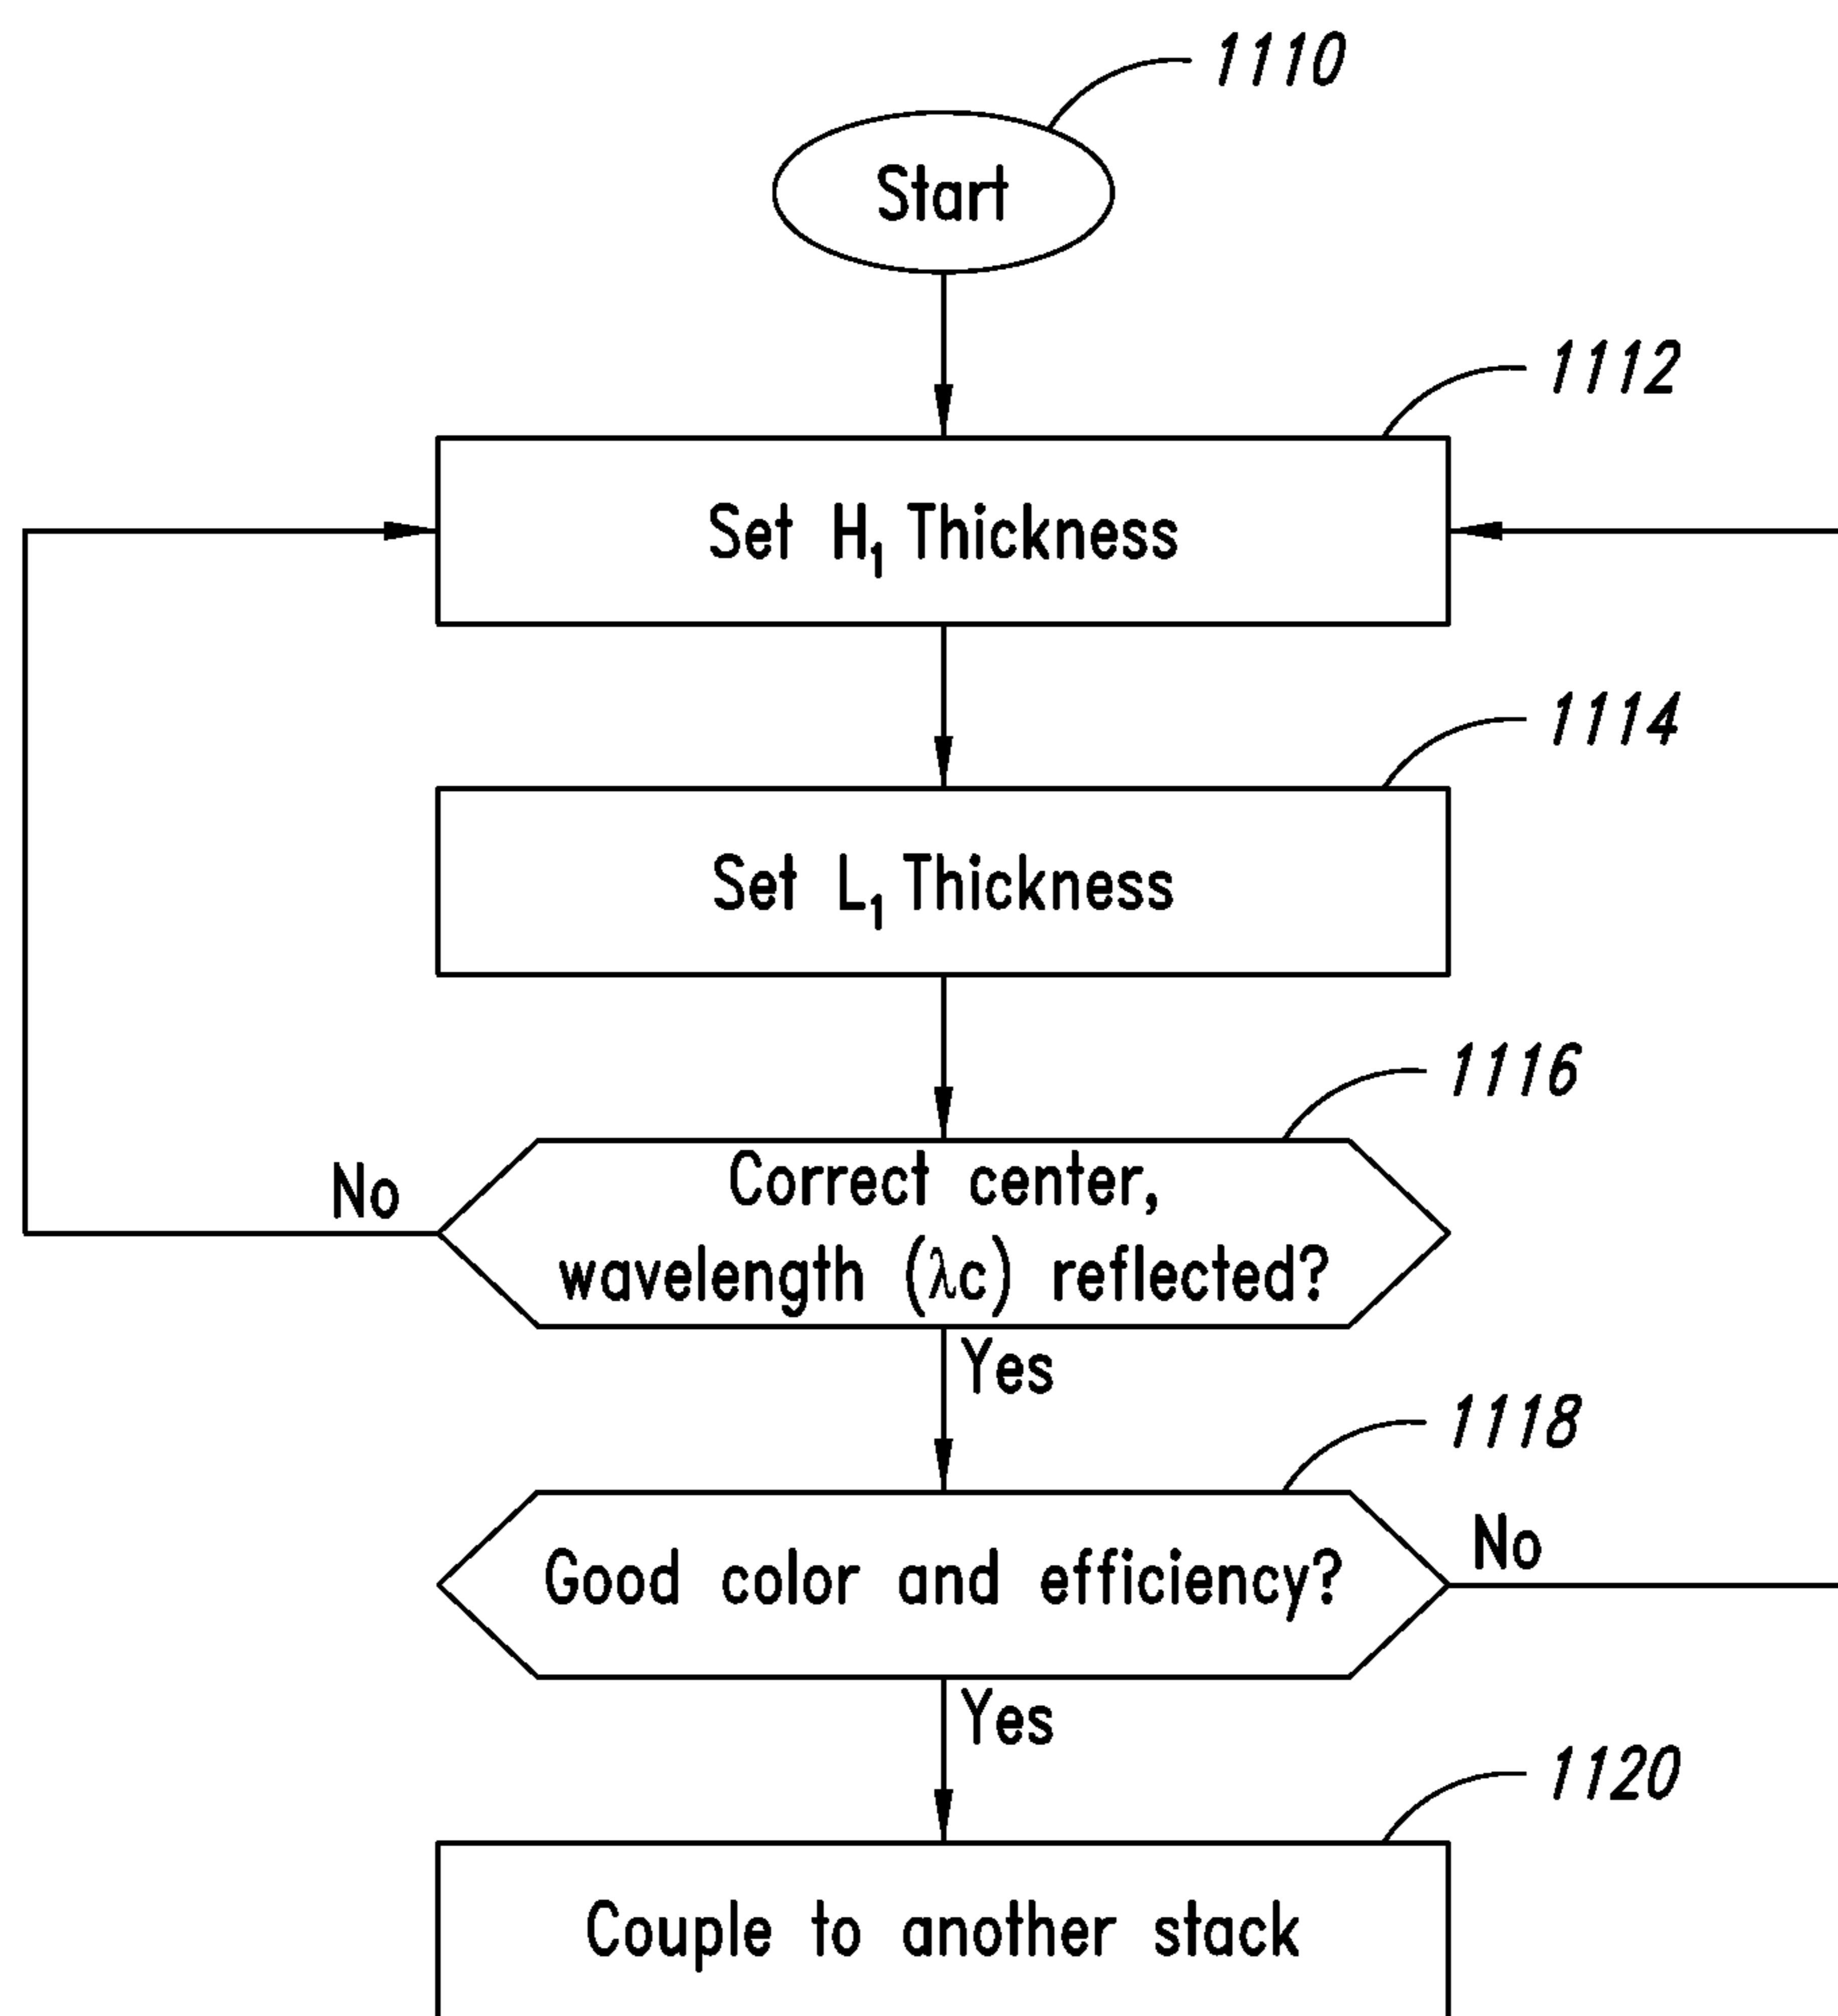 1110
Start
1112
Set H₁ Thickness
1114
Set L₁ Thickness
1116
Correct center,
wavelength (λc) reflected?
No
Yes
1118
Good color and efficiency?
No
Yes
1120
Couple to another stack